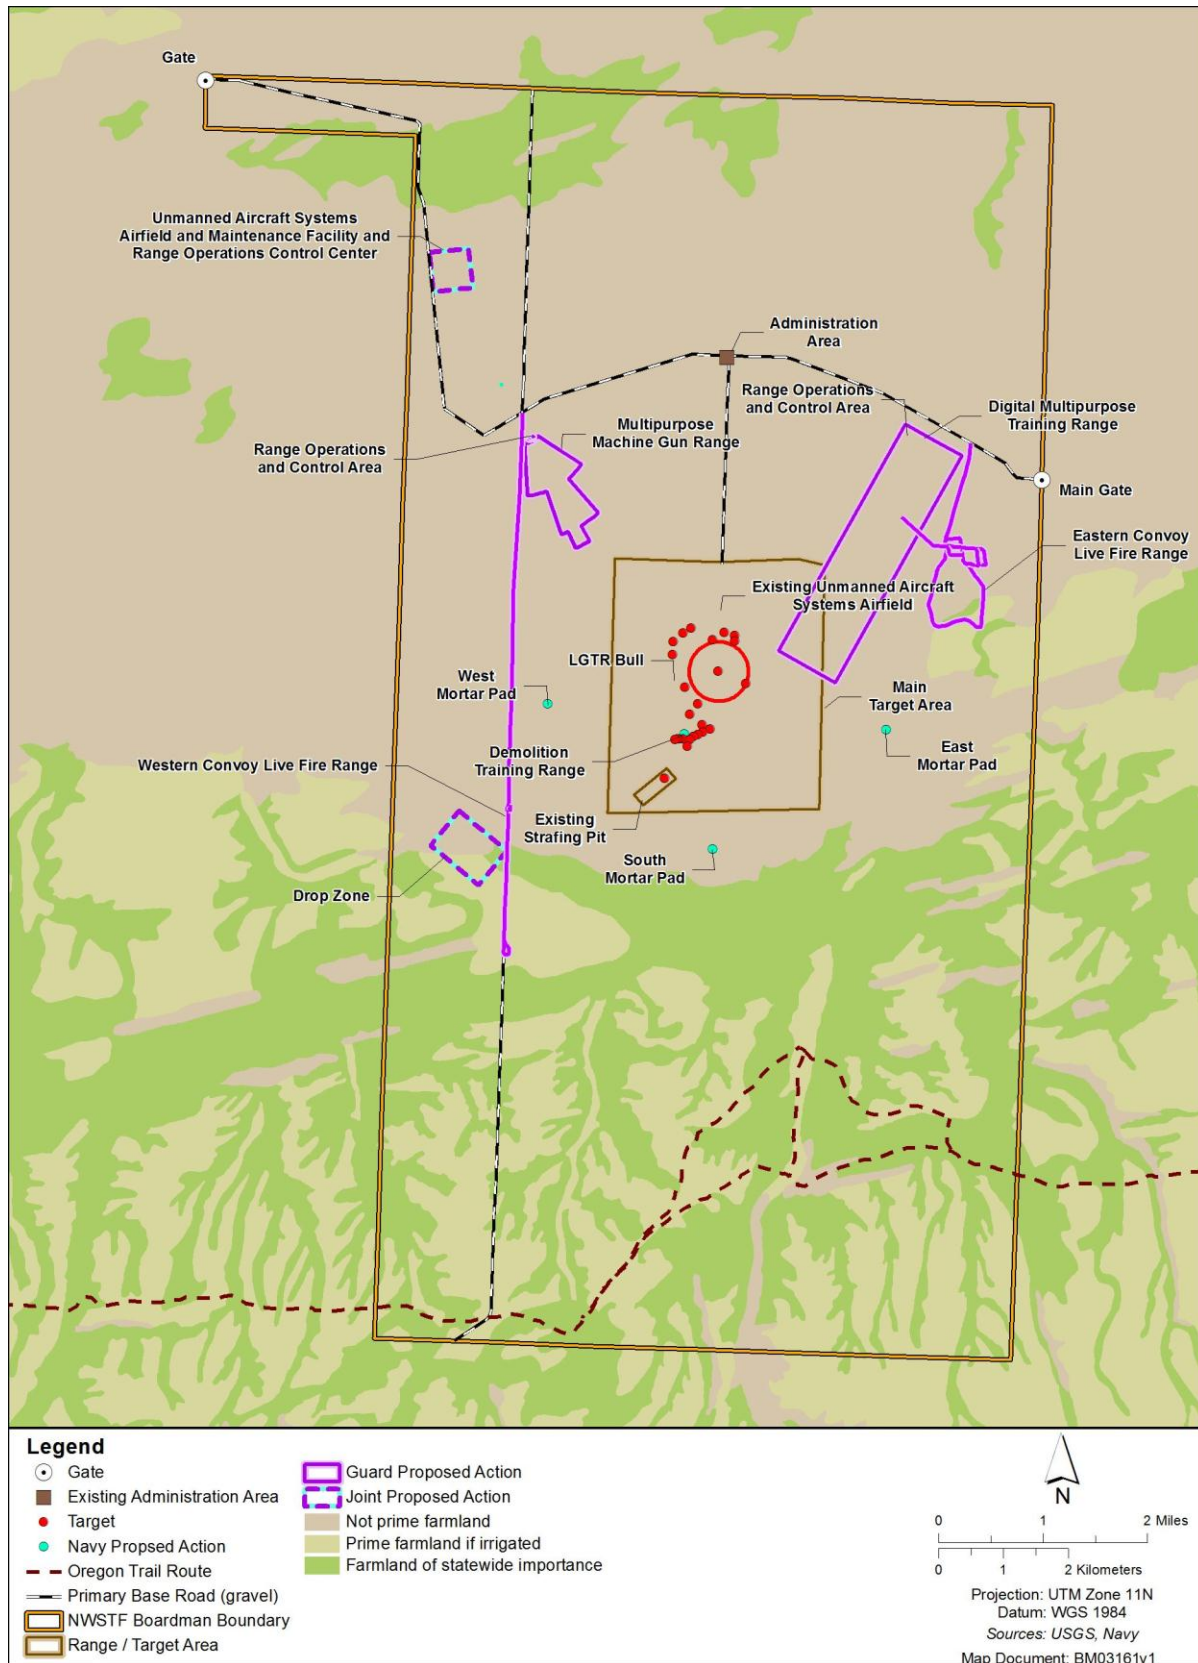 Gate
Unmanned Aircraft Systems
Airfield and Maintenance Facility and
Range Operations Control Center
Administration
Area
Range Operations
and Control Area
Digital Multipurpose
Training Range
Multipurpose
Machine Gun Range
Range Operations
and Control Area
Main Gate
Eastern Convoy
Live Fire Range
Existing Unmanned Aircraft
Systems Airfield
LGTR Bull
West
Mortar Pad
Main
Target Area
Demolition
Training Range
East
Mortar Pad
Western Convoy Live Fire Range
Existing
Strafing Pit
South
Mortar Pad
Drop Zone
Legend
Gate
Existing Administration Area
Target
Navy Propsed Action
Oregon Trail Route
Primary Base Road (gravel)
NWSTF Boardman Boundary
Range / Target Area
Guard Proposed Action
Joint Proposed Action
Not prime farmland
Prime farmland if irrigated
Farmland of statewide importance
N
0 1 2 Miles
0 1 2 Kilometers
Projection: UTM Zone 11N
Datum: WGS 1984
Sources: USGS, Navy
Map Document: BM03161v1